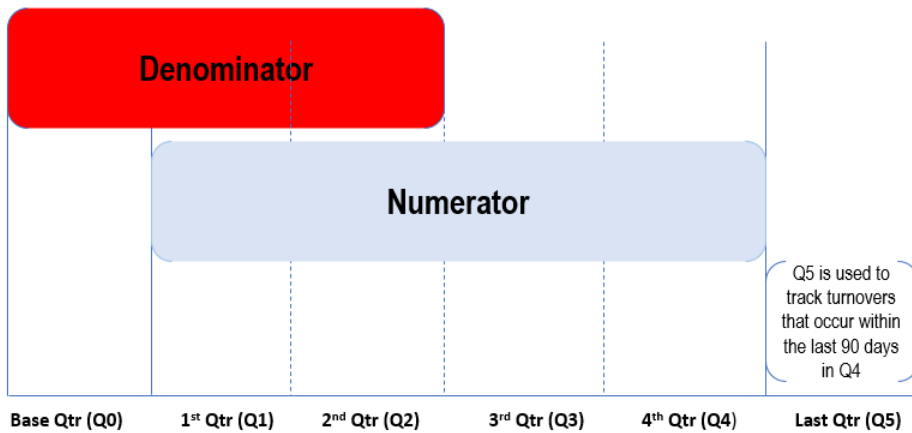 Denominator
Numerator
Q5 is used to
track turnovers
that occur within
the last 90 days
in Q4
Base Qtr (Q0) 1st Qtr (Q1) 2nd Qtr (Q2) 3rd Qtr (Q3) 4th Qtr (Q4) Last Qtr (Q5)